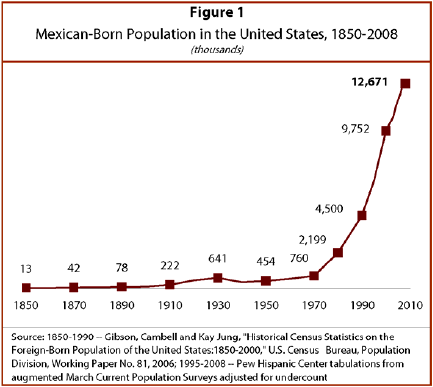 Figure 1
Mexican-Born Population in the United States, 1850-2008
(thousands)
12,671
9,752
4,500
2,199
13 42 78 222 641 454 760
1850 1870 1890 1910 1930 1950 1970 1990 2010
Source: 1850-1990 -- Gibson, Cambell and Kay Jung, "Historical Census Statistics on the
Foreign-Born Population of the United States:1850-2000," U.S. Census Bureau, Population
Division, Working Paper No. 81, 2006; 1995-2008 -- Pew Hispanic Center tabulations from
augmented March Current Population Surveys adjusted for undercount